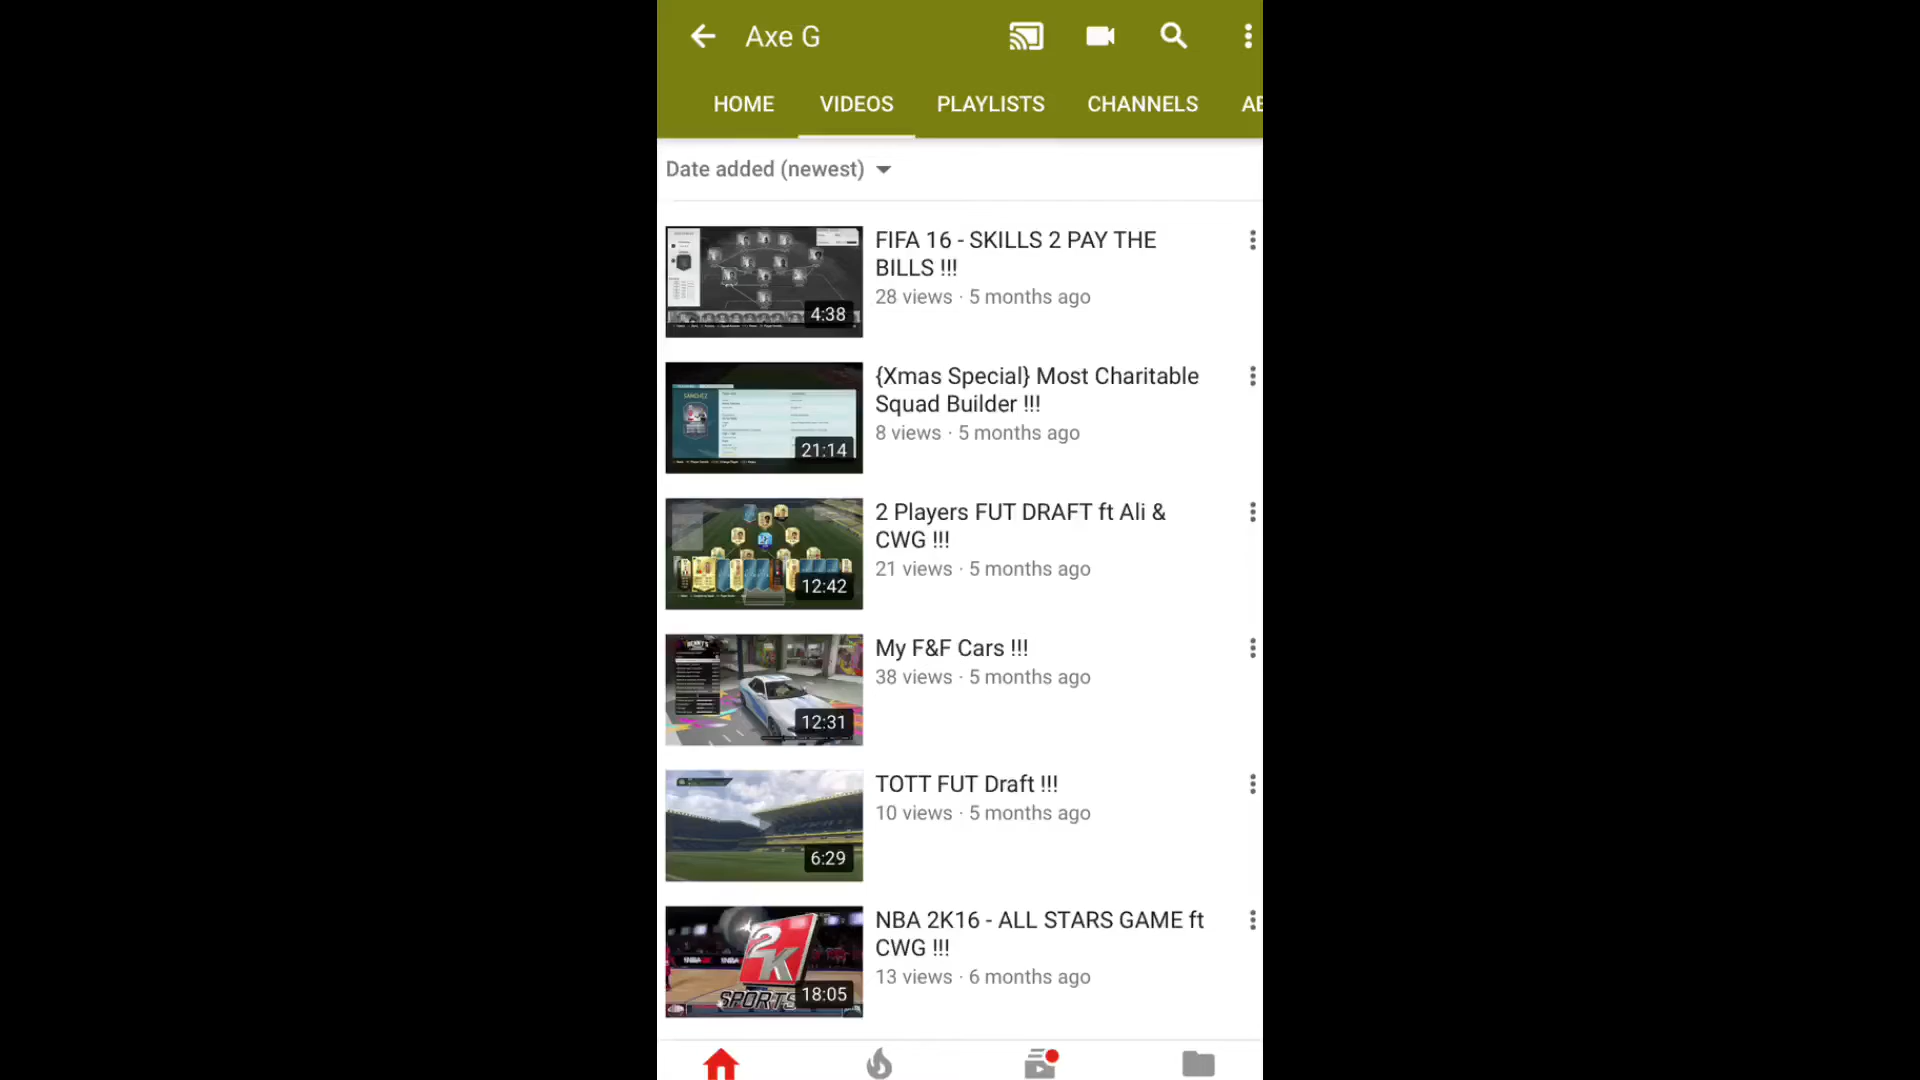 Axe G
HOME VIDEOS PLAYLISTS CHANNELS AB
Date added (newest)
4:38
FIFA 16 - SKILLS 2 PAY THE
BILLS !!!
28 views · 5 months ago
SANCHEZ
21:14
{Xmas Special} Most Charitable
Squad Builder !!!
8 views · 5 months ago
12:42
2 Players FUT DRAFT ft Ali &
CWG !!!
21 views · 5 months ago
12:31
My F&F Cars !!!
38 views · 5 months ago
6:29
TOTT FUT Draft !!!
10 views · 5 months ago
2K
SPORTS
18:05
NBA 2K16 - ALL STARS GAME ft
CWG !!!
13 views · 6 months ago